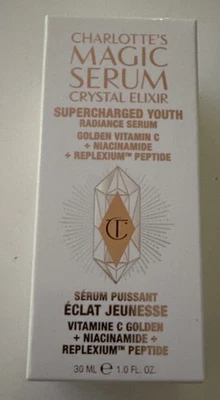 CHARLOTTE'S
MAGIC
SERUM
CRYSTAL ELIXIR
SUPERCHARGED YOUTH
RADIANCE SERUM
GOLDEN VITAMIN C
+ NIACINAMIDE
+ REPLEXIUM™ PEPTIDE
CT
SÉRUM PUISSANT
ÉCLAT JEUNESSE
VITAMINE C GOLDEN
+ NIACINAMIDE +
REPLEXIUM™ PEPTIDE
30 ML ℮ 1.0 FL. OZ.